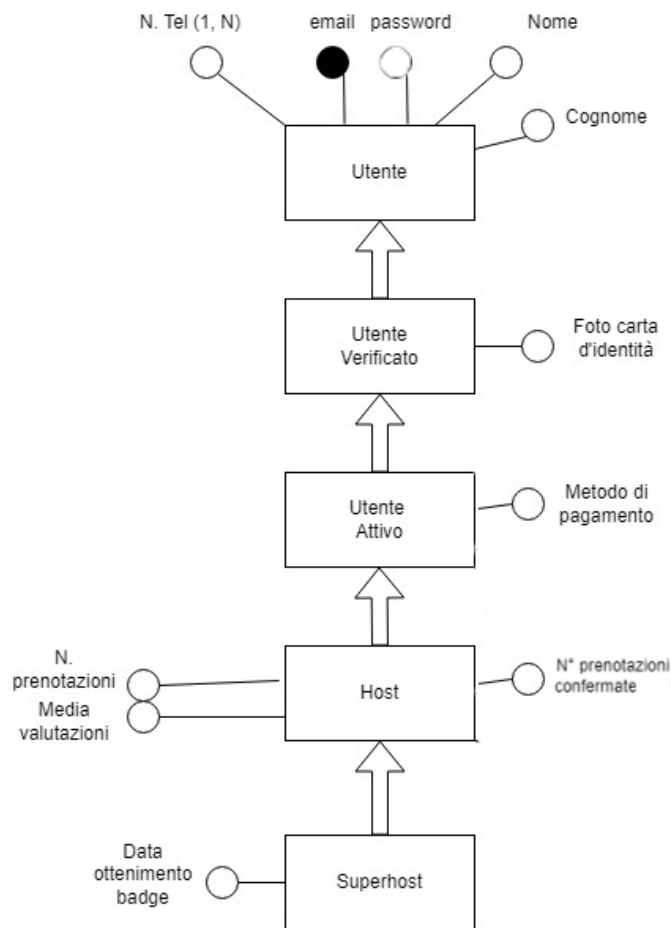 N. Tel (1, N)
email
password
Nome
Cognome
Utente
Utente
Verificato
Foto carta
d'identità
Utente
Attivo
Metodo di
pagamento
N.
prenotazioni
Media
valutazioni
Host
N° prenotazioni
confermate
Data
ottenimento
badge
Superhost